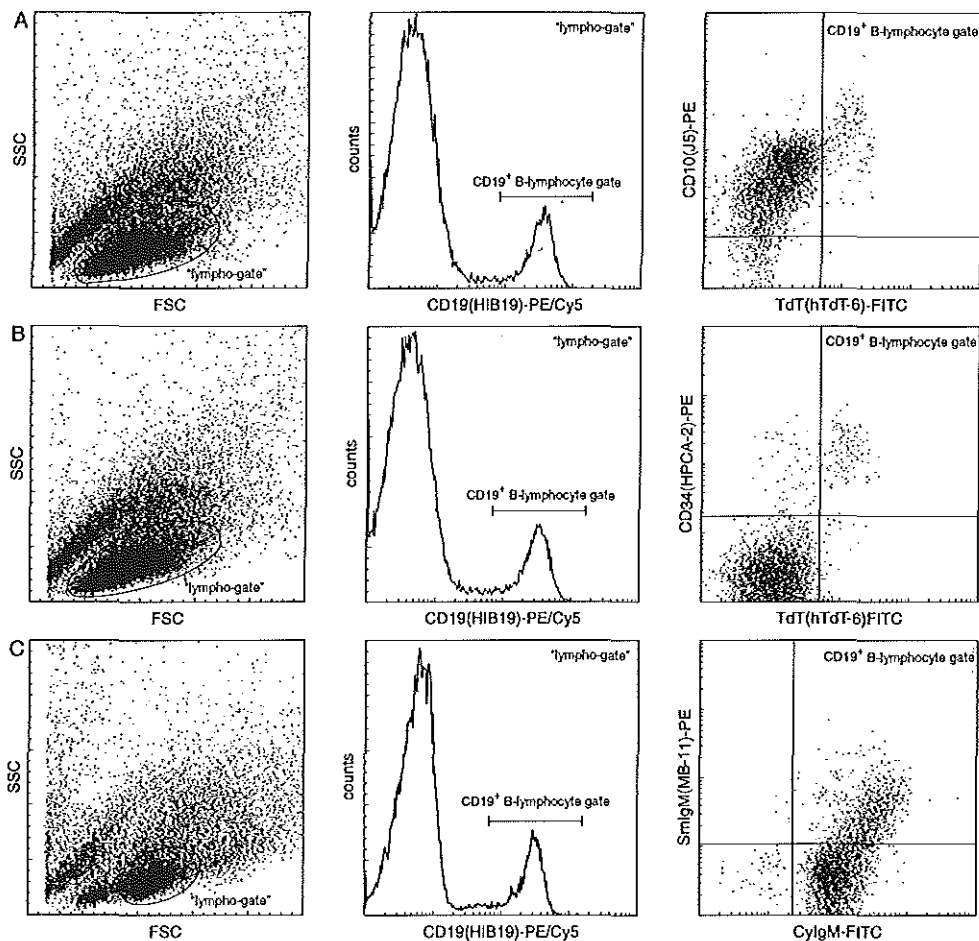 A
SSC
"lympho-gate"
FSC
"lympho-gate"
counts
CD19⁺ B-lymphocyte gate
CD19(HIB19)-PE/Cy5
CD19⁺ B-lymphocyte gate
CD10(J5)-PE
TdT(hTdT-6)-FITC
B
SSC
"lympho-gate"
FSC
"lympho-gate"
counts
CD19⁺ B-lymphocyte gate
CD19(HIB19)-PE/Cy5
CD19⁺ B-lymphocyte gate
CD34(HPCA-2)-PE
TdT(hTdT-6)FITC
C
SSC
"lympho-gate"
FSC
"lympho-gate"
counts
CD19⁺ B-lymphocyte gate
CD19(HIB19)-PE/Cy5
CD19⁺ B-lymphocyte gate
SmIgM(MB-11)-PE
CyIgM-FITC